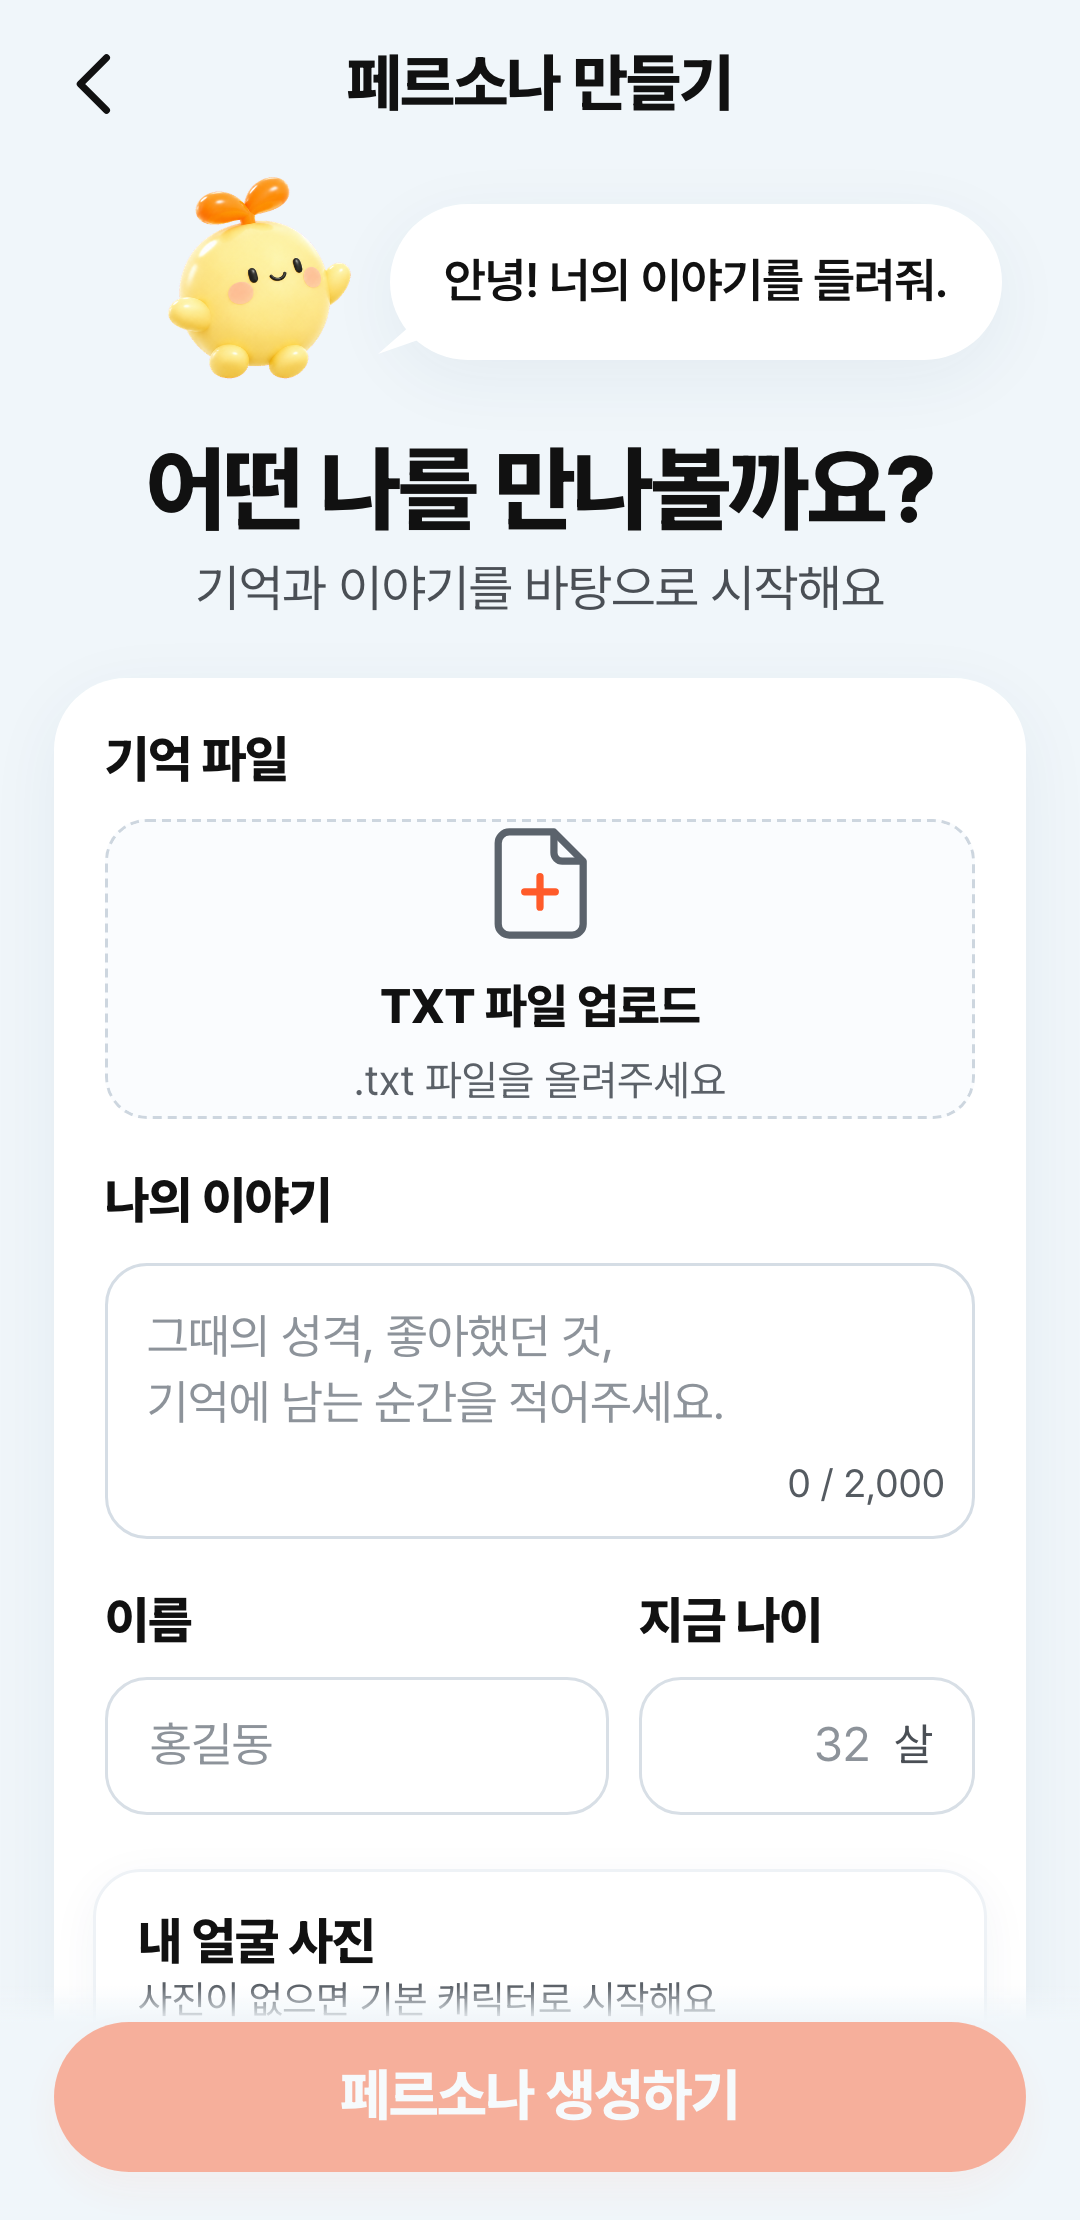 페르소나 만들기
안녕! 너의 이야기를 들려줘.
어떤 나를 만나볼까요?
기억과 이야기를 바탕으로 시작해요
기억 파일
TXT 파일 업로드
.txt 파일을 올려주세요
나의 이야기
그때의 성격, 좋아했던 것,
기억에 남는 순간을 적어주세요.
0 / 2,000
이름
지금 나이
홍길동
32 살
내 얼굴 사진
사진이 없으면 기본 캐릭터로 시작해요
페르소나 생성하기